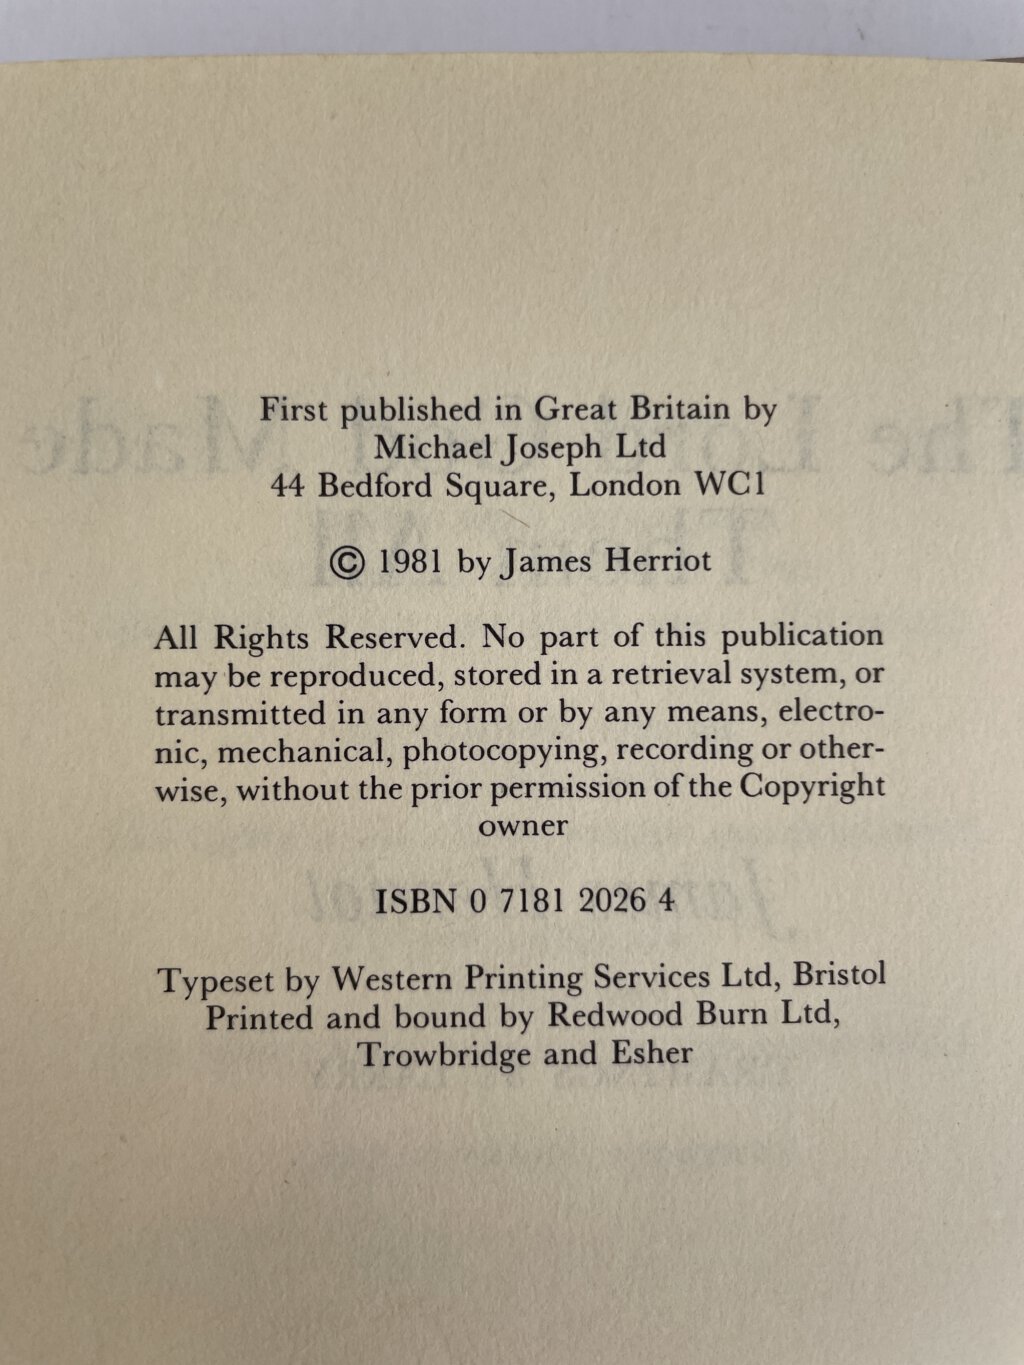 First published in Great Britain by
Michael Joseph Ltd
44 Bedford Square, London WC1
© 1981 by James Herriot
All Rights Reserved. No part of this publication
may be reproduced, stored in a retrieval system, or
transmitted in any form or by any means, electro-
nic, mechanical, photocopying, recording or other-
wise, without the prior permission of the Copyright
owner
ISBN 0 7181 2026 4
Typeset by Western Printing Services Ltd, Bristol
Printed and bound by Redwood Burn Ltd,
Trowbridge and Esher